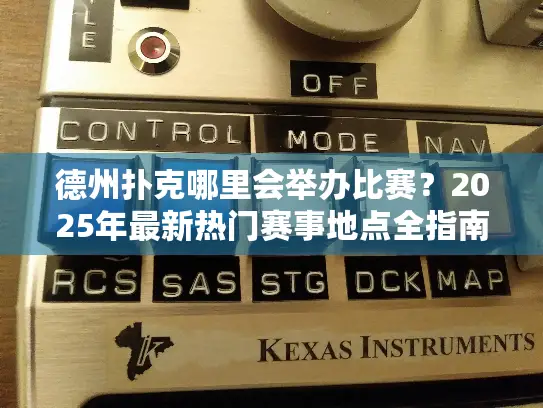 YLE
OFF
CONTROL MODE NAV
德州扑克哪里会举办比赛？20
25年最新热门赛事地点全指南
RCS SAS STG DCK MAP
K
KEXAS INSTRUMENTS